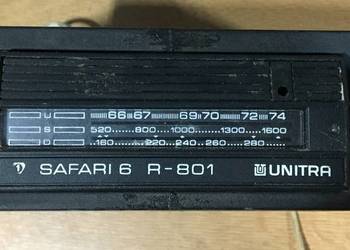 U 66 67 69 70 72 74
S 520 800 1000 1300 1600
D 160 220 240 260 280
SAFARI 6 R-801 UNITRA